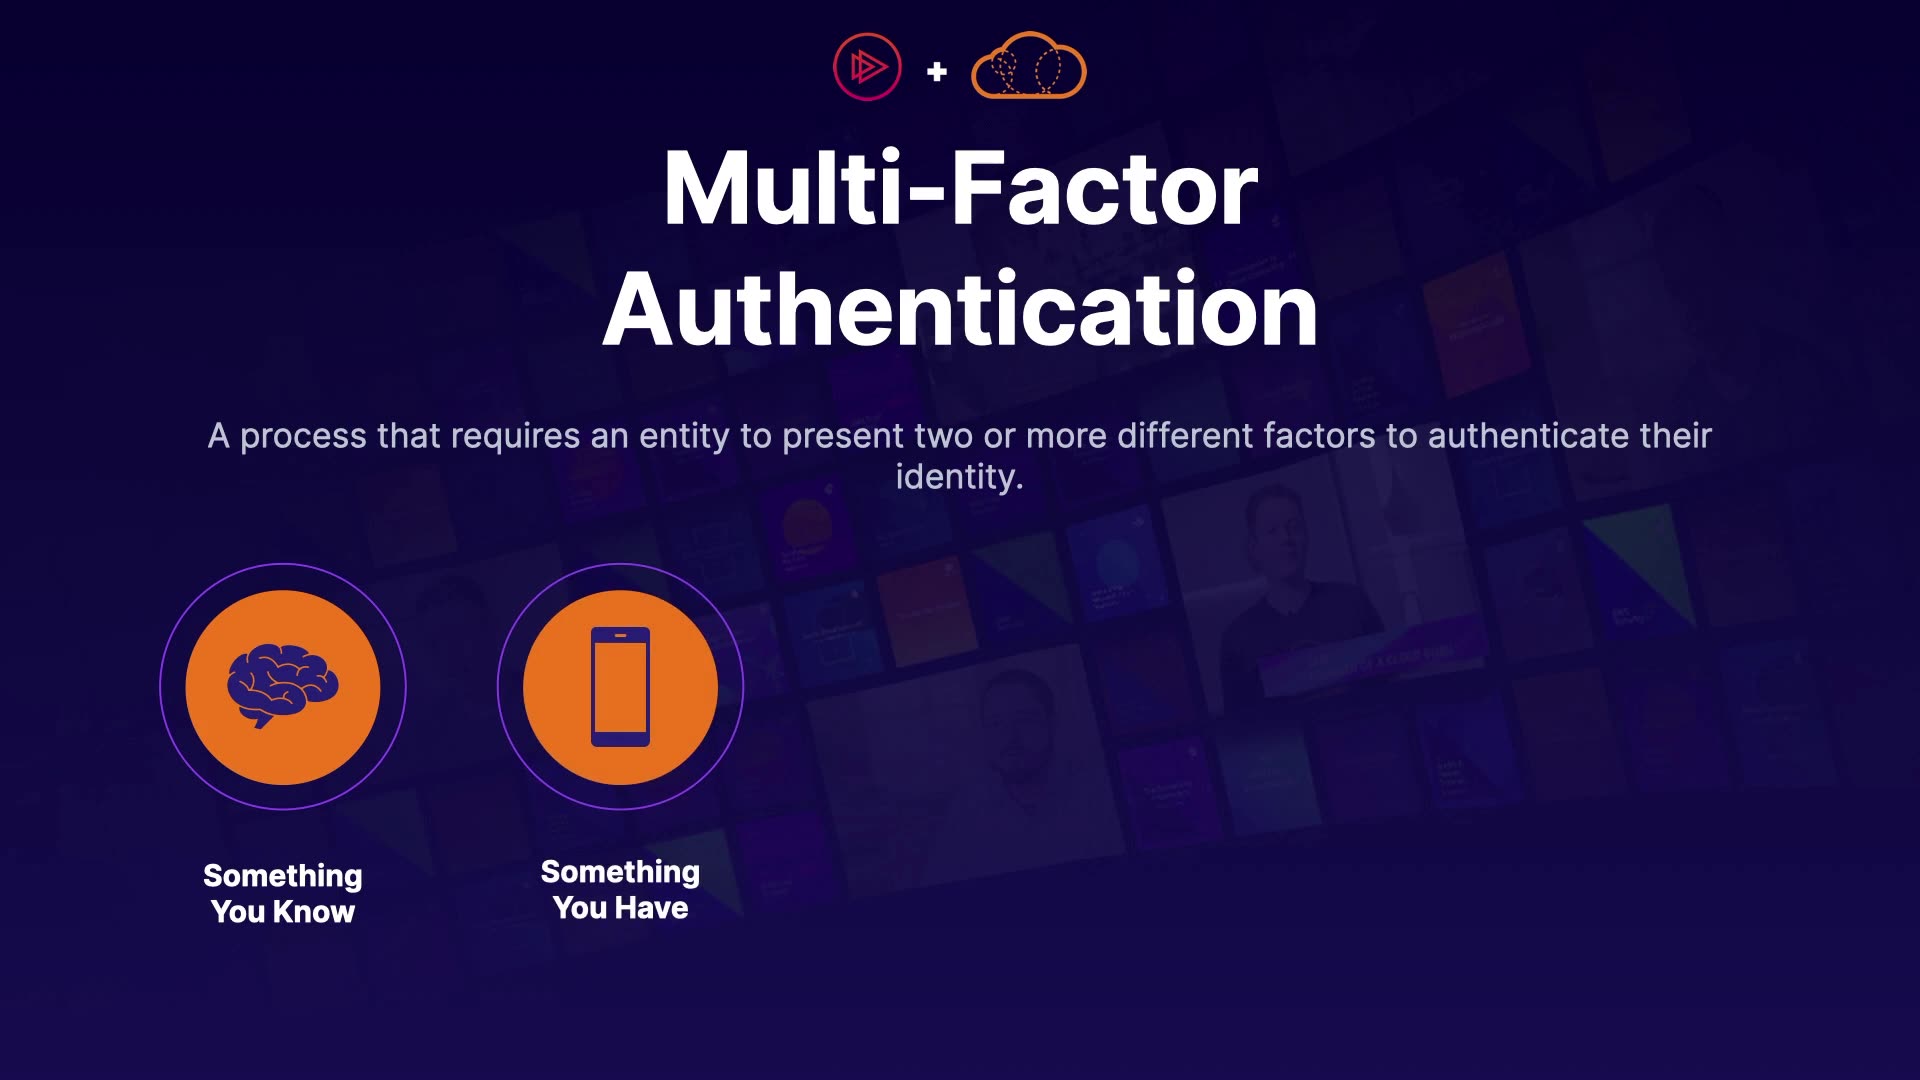 Multi-Factor
Authentication
A process that requires an entity to present two or more different factors to authenticate their
identity.
Something
You Know
Something
You Have